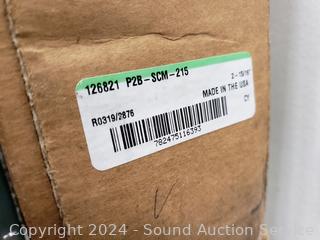 126821 P2B-SCM-215
2-15/16"
MADE IN THE USA
R0319/2876
CY
782475116393
Copyright 2024 - Sound Auction Service